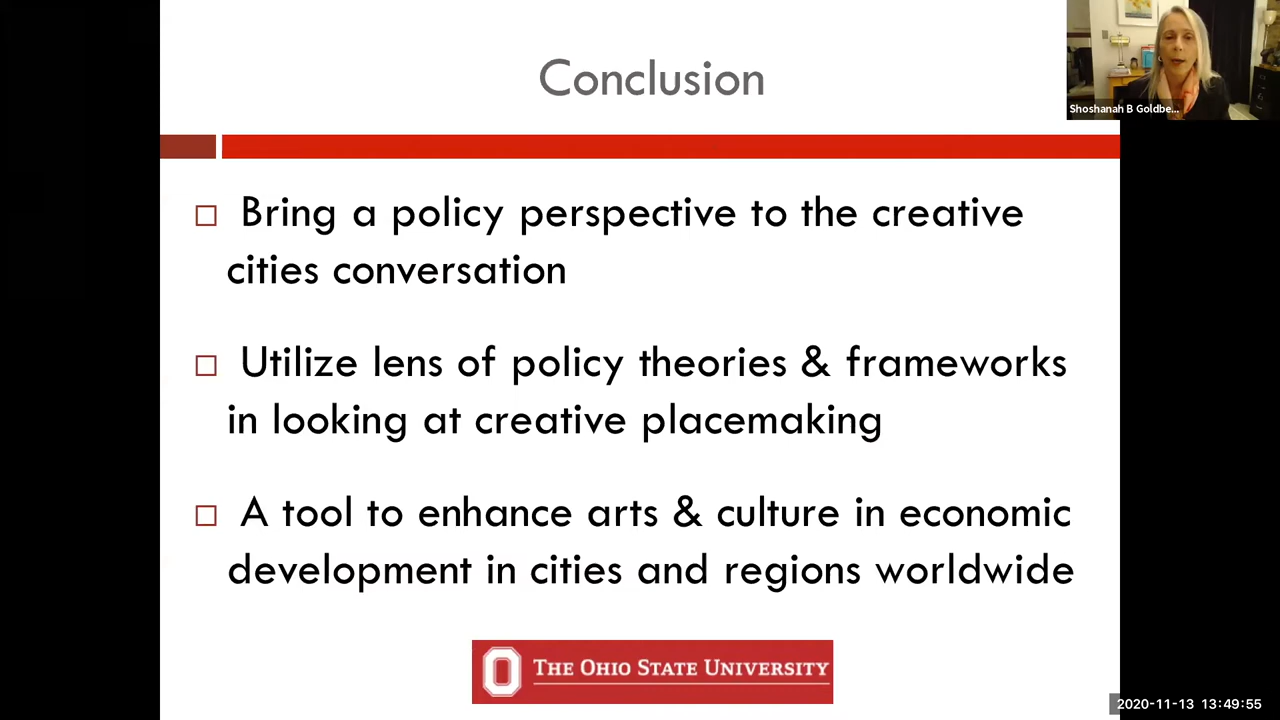 Conclusion
Shoshanah B Goldbe...
Bring a policy perspective to the creative
cities conversation
Utilize lens of policy theories & frameworks
in looking at creative placemaking
A tool to enhance arts & culture in economic
development in cities and regions worldwide
THE OHIO STATE UNIVERSITY
2020-11-13 13:49:55